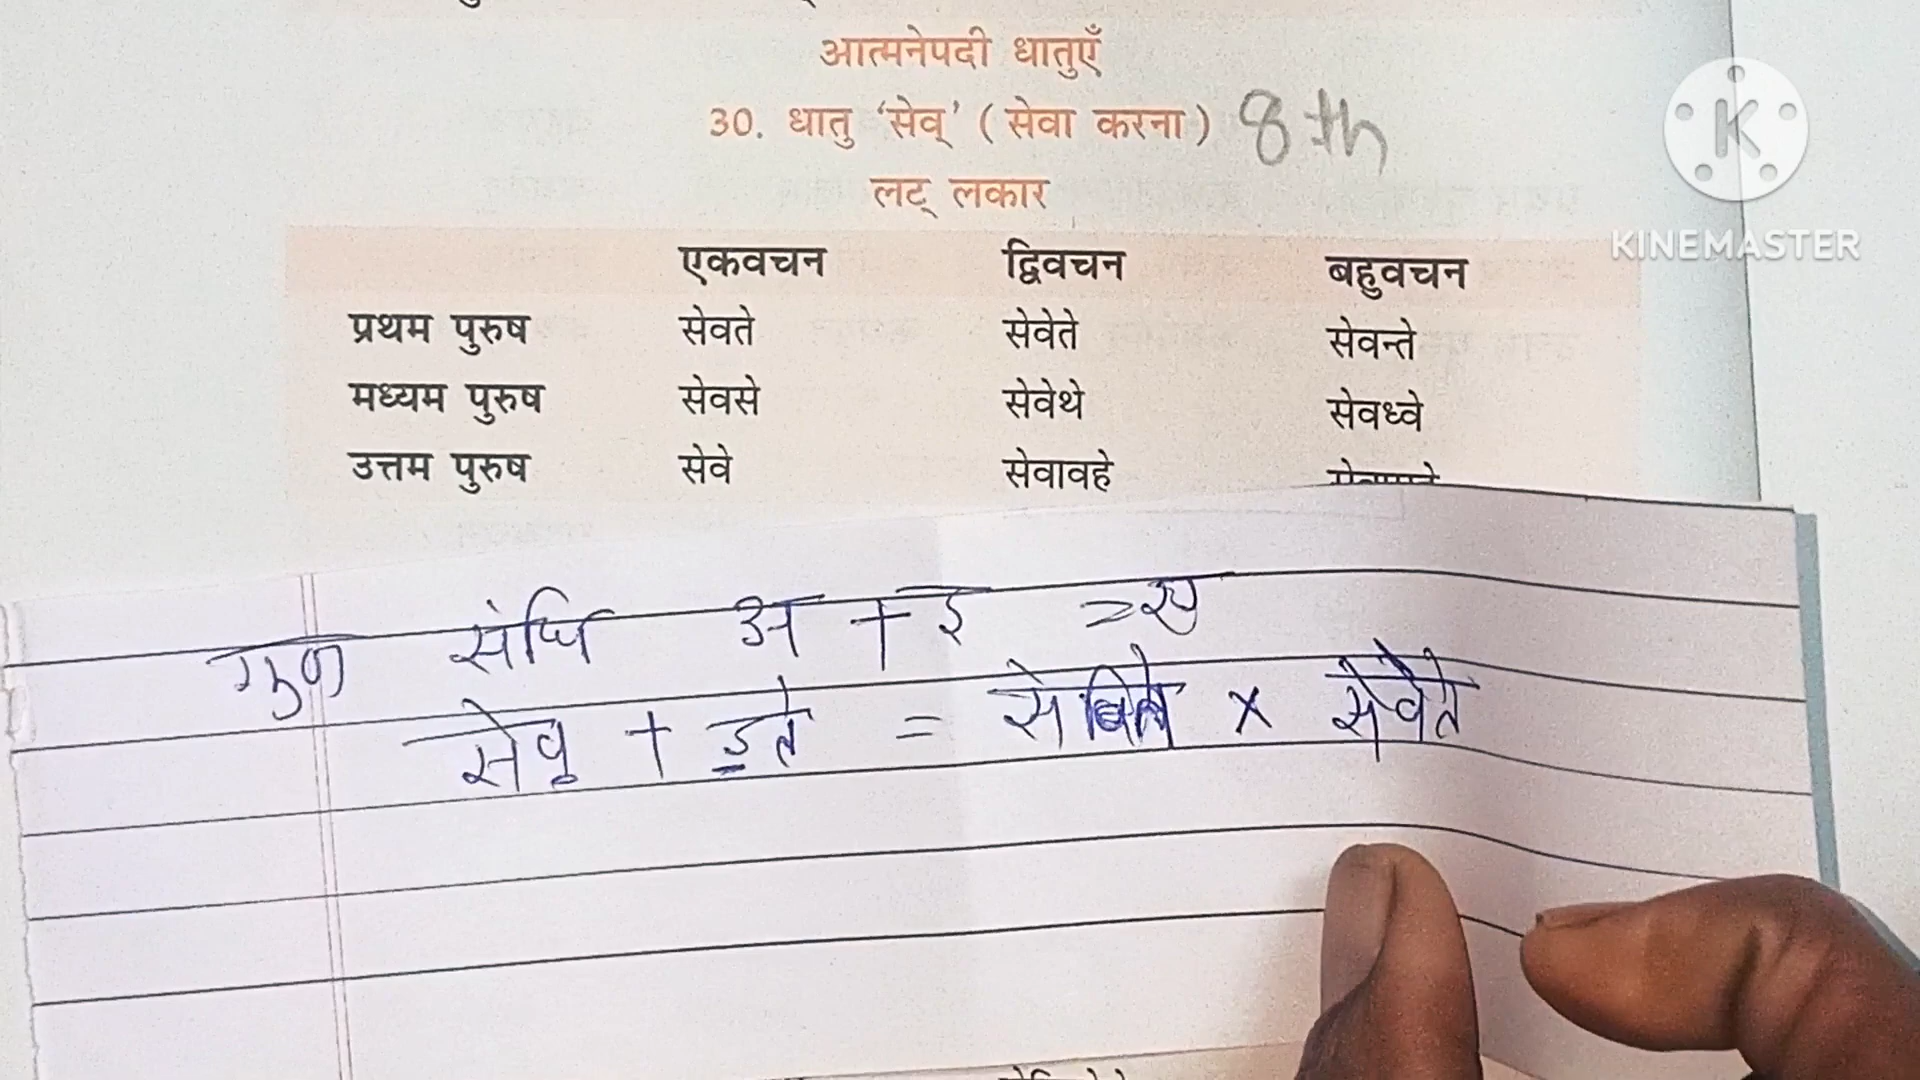 आत्मनेपदी धातुएँ
30. धातु 'सेव्' ( सेवा करना ) 8th
लट् लकार
एकवचन द्विवचन बहुवचन
प्रथम पुरुष सेवते सेवेते सेवन्ते
मध्यम पुरुष सेवसे सेवेथे सेवध्वे
उत्तम पुरुष सेवे सेवावहे
गुण संधि अ + इ = ए
सेव् + इते = × सेवेते
K
KINEMASTER